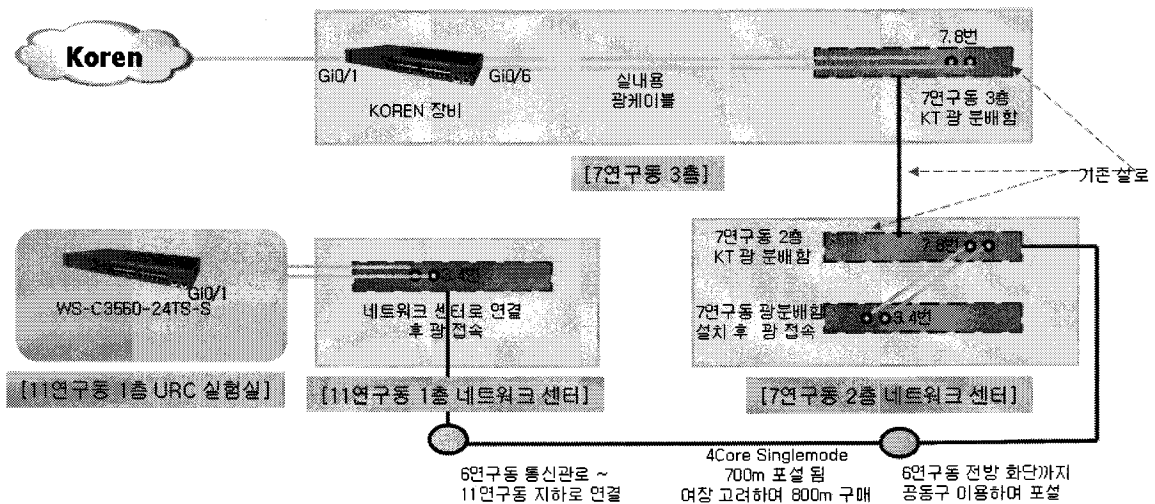 Koren
Gi0/1
Gi0/6
KOREN 장비
실내용
광케이블
7.8번
7연구동 3층
KT 광 분배함
[7연구동 3층]
기존 살로
WS-C3560-24TS-S
Gi0/1
3.4번
네트워크 센터로 연결
후 광 접속
7연구동 2층
KT 광 분배함
7.8번
7연구동 광분배함
설치 후 광 접속
3.4번
[11연구동 1층 URC 실험실]
[11연구동 1층 네트워크 센터]
[7연구동 2층 네트워크 센터]
6연구동 통신관로 ~
11연구동 지하로 연결
4Core Singlemode
700m 포설 됨
여장 고려하여 800m 구매
6연구동 전방 화단까지
공동구 이용하여 포설